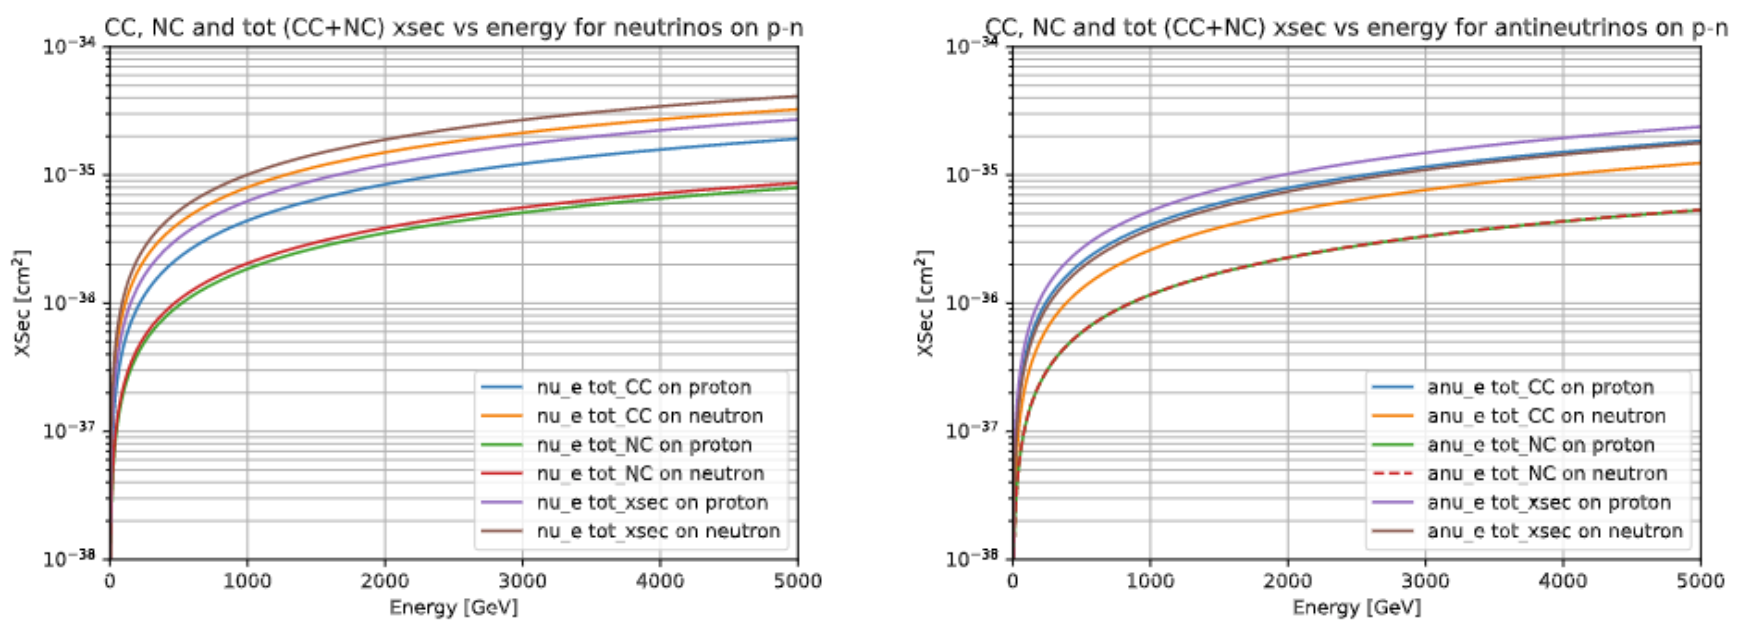 CC, NC and tot (CC+NC) xsec vs energy for neutrinos on p-n
10⁻³⁴
10⁻³⁵
10⁻³⁶
10⁻³⁷
10⁻³⁸
XSec [cm²]
nu_e tot_CC on proton
nu_e tot_CC on neutron
nu_e tot_NC on proton
nu_e tot_NC on neutron
nu_e tot_xsec on proton
nu_e tot_xsec on neutron
0 1000 2000 3000 4000 5000
Energy [GeV]
CC, NC and tot (CC+NC) xsec vs energy for antineutrinos on p-n
10⁻³⁴
10⁻³⁵
10⁻³⁶
10⁻³⁷
10⁻³⁸
XSec [cm²]
anu_e tot_CC on proton
anu_e tot_CC on neutron
anu_e tot_NC on proton
anu_e tot_NC on neutron
anu_e tot_xsec on proton
anu_e tot_xsec on neutron
0 1000 2000 3000 4000 5000
Energy [GeV]